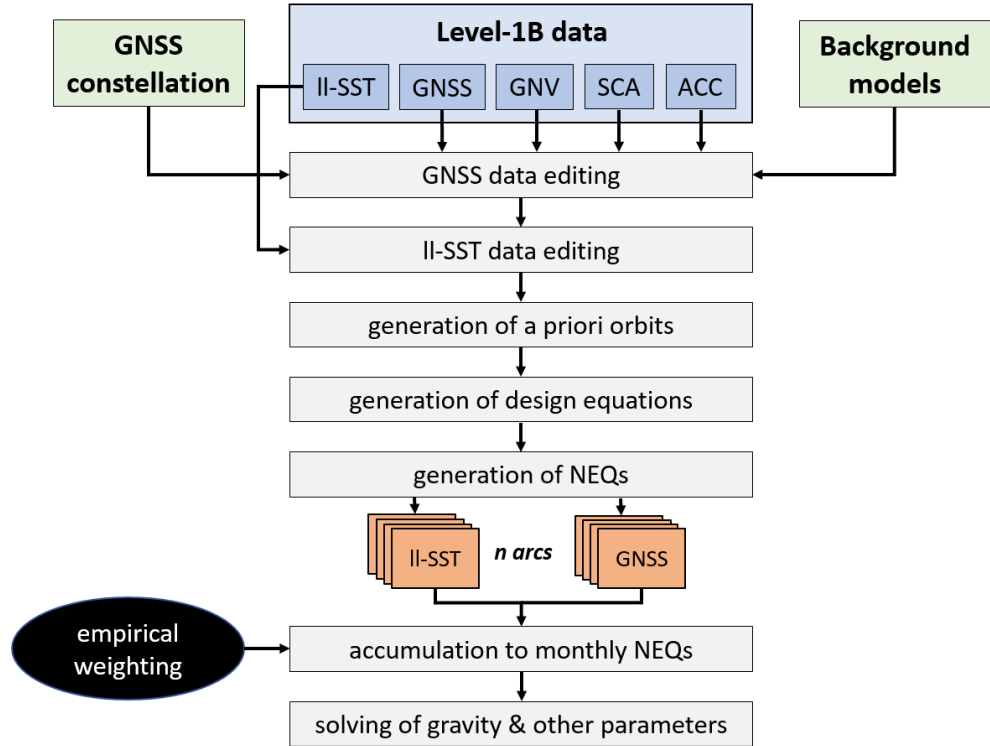 GNSS
constellation
Level-1B data
ll-SST
GNSS
GNV
SCA
ACC
Background
models
GNSS data editing
ll-SST data editing
generation of a priori orbits
generation of design equations
generation of NEQs
ll-SST
n arcs
GNSS
empirical
weighting
accumulation to monthly NEQs
solving of gravity & other parameters